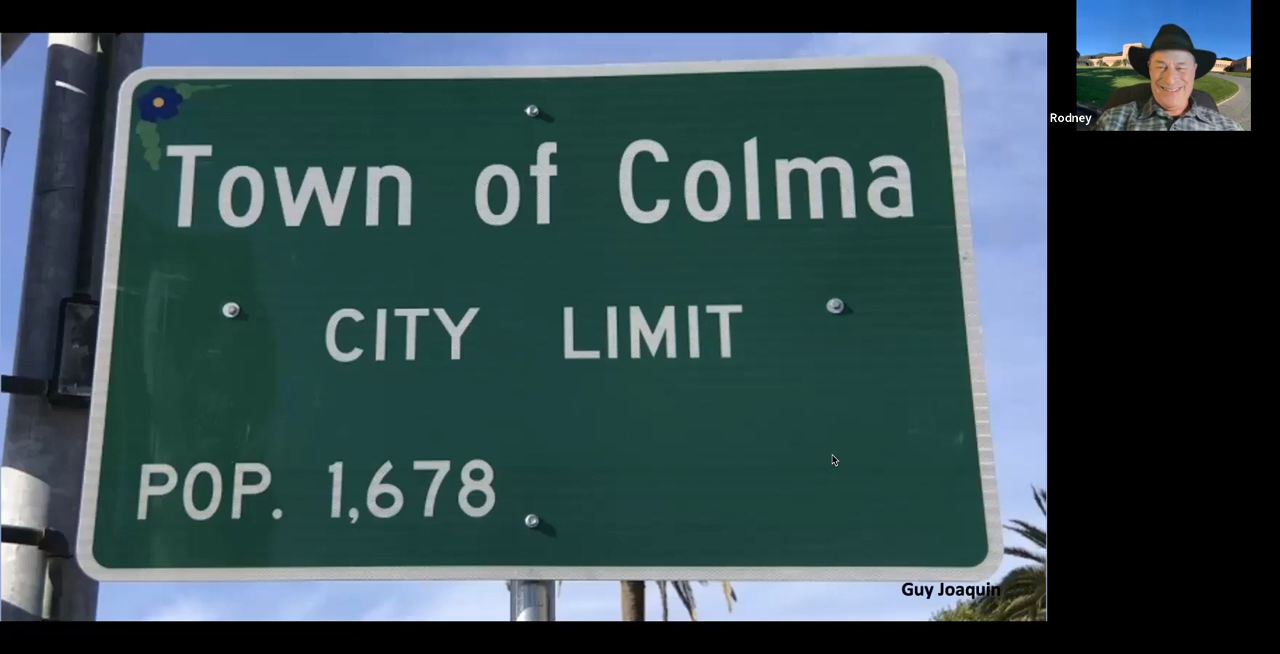 Town of Colma
CITY LIMIT
POP. 1,678
Guy Joaquin
Rodney